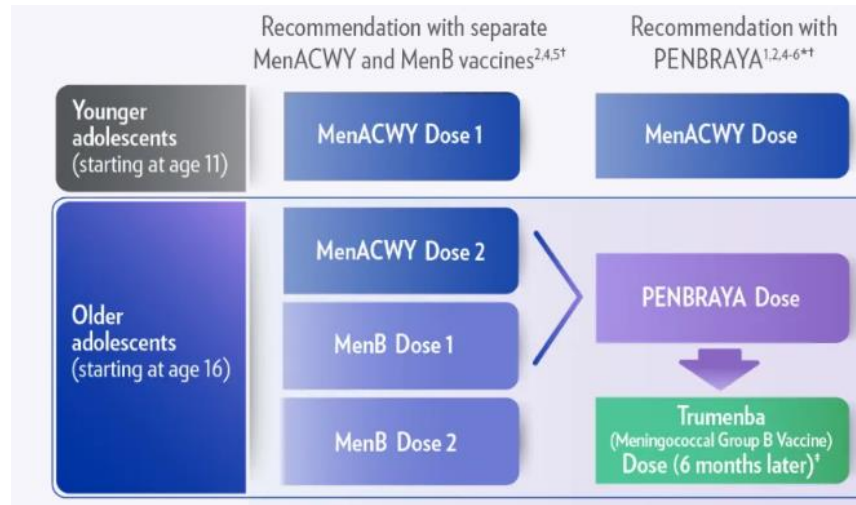 Recommendation with separate
MenACWY and MenB vaccines2,4,5†
Recommendation with
PENBRAYA1,2,4-6*†
Younger
adolescents
(starting at age 11)
MenACWY Dose 1
MenACWY Dose
Older
adolescents
(starting at age 16)
MenACWY Dose 2
MenB Dose 1
MenB Dose 2
PENBRAYA Dose
Trumenba
(Meningococcal Group B Vaccine)
Dose (6 months later)‡